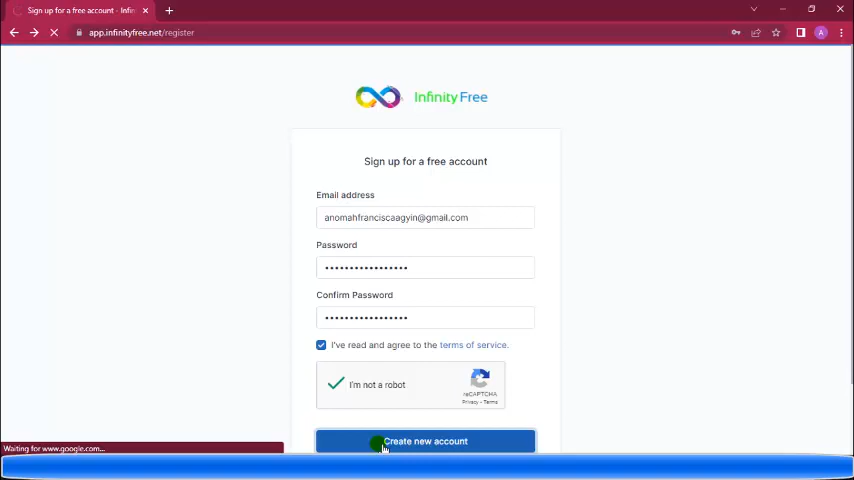 Sign up for a free account - Infin
app.infinityfree.net/register
A
Infinity Free
Sign up for a free account
Email address
anomahfranciscaagyin@gmail.com
Password
Confirm Password
I've read and agree to the terms of service.
I'm not a robot
reCAPTCHA
Privacy - Terms
Create new account
Waiting for www.google.com...